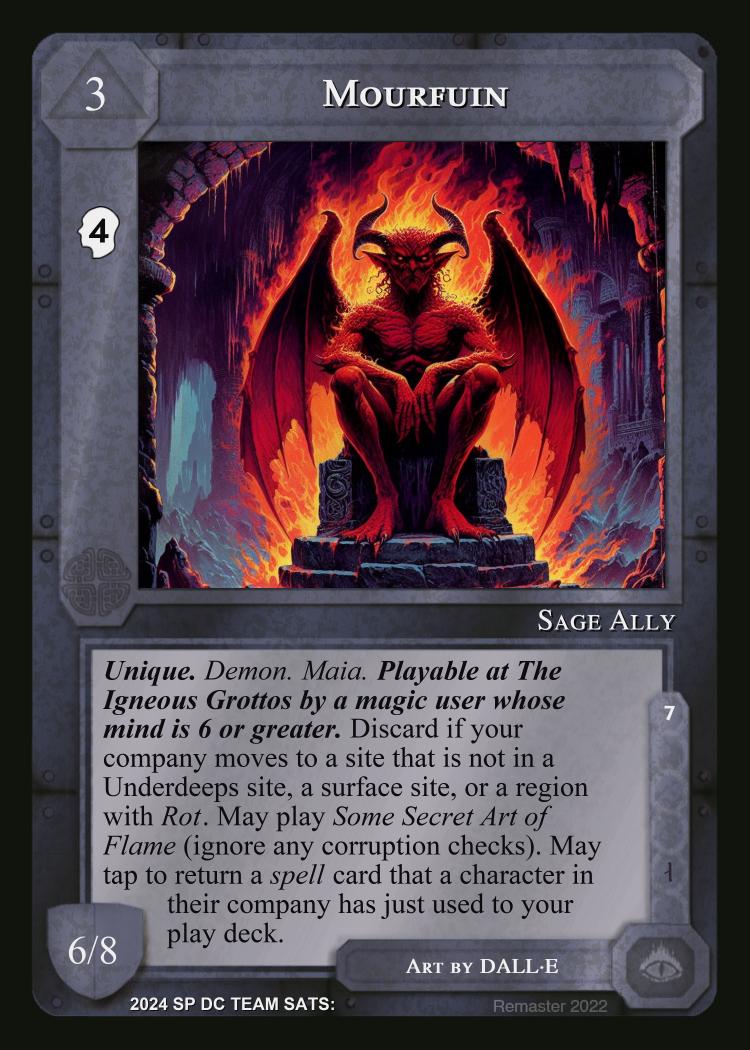 3
MOURFUIN
4
SAGE ALLY
Unique. Demon. Maia. Playable at The
Igneous Grottos by a magic user whose
mind is 6 or greater. Discard if your
company moves to a site that is not in a
Underdeeps site, a surface site, or a region
with Rot. May play Some Secret Art of
Flame (ignore any corruption checks). May
tap to return a spell card that a character in
their company has just used to your
play deck.
7
6/8
ART BY DALL·E
2024 SP DC TEAM SATS:
Remaster 2022